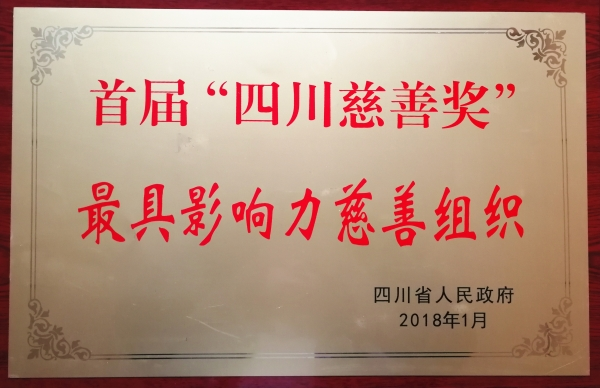 首届“四川慈善奖”
最具影响力慈善组织
四川省人民政府
2018年1月